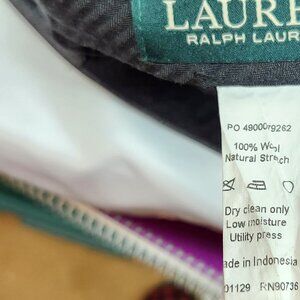 LAURE
RALPH LAUR
PO 4900079262
100% Wool
Natural Stretch
Dry clean only
Low moisture
Utility press
ade in Indonesia
01129 RN90736